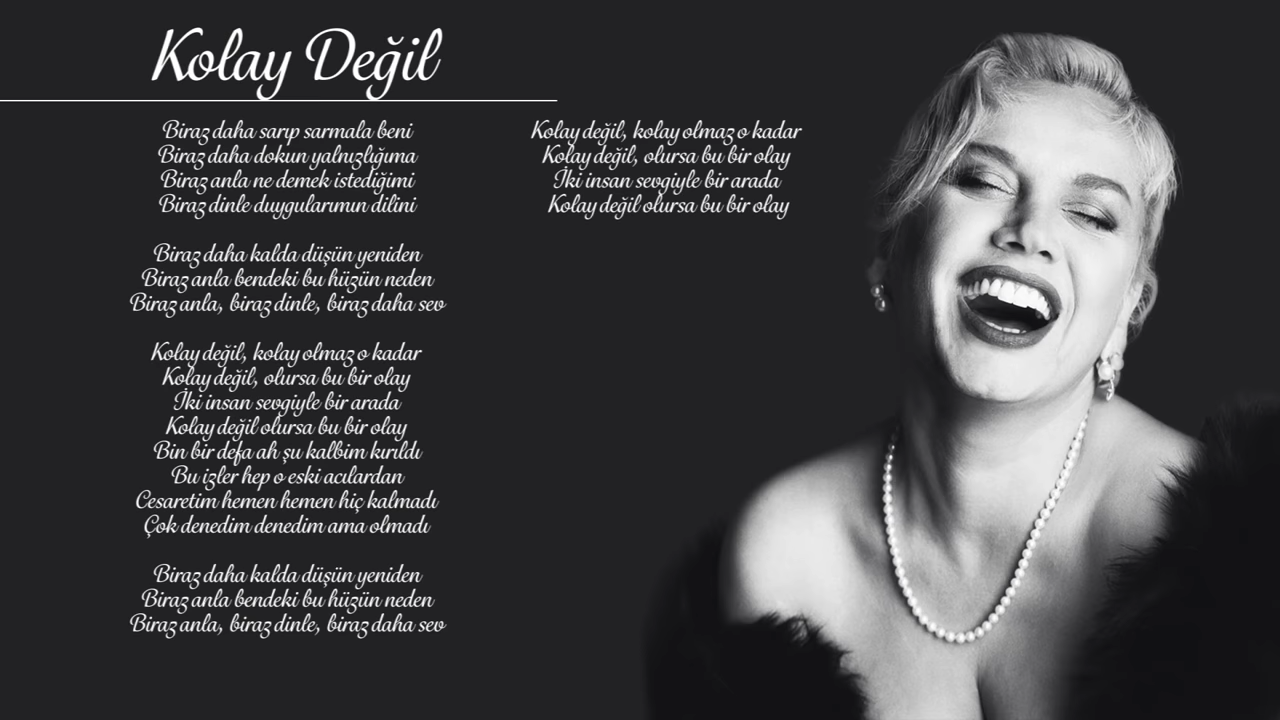 Kolay Değil
Biraz daha sarıp sarmala beni
Biraz daha dokun yalnızlığıma
Biraz anla ne demek istediğimi
Biraz dinle duygularımın dilini
Biraz daha kalda düşün yeniden
Biraz anla bendeki bu hüzün neden
Biraz anla, biraz dinle, biraz daha sev
Kolay değil, kolay olmaz o kadar
Kolay değil, olursa bu bir olay
İki insan sevgiyle bir arada
Kolay değil olursa bu bir olay
Bin bir defa ah şu kalbim kırıldı
Bu izler hep o eski acılardan
Cesaretim hemen hemen hiç kalmadı
Çok denedim denedim ama olmadı
Biraz daha kalda düşün yeniden
Biraz anla bendeki bu hüzün neden
Biraz anla, biraz dinle, biraz daha sev
Kolay değil, kolay olmaz o kadar
Kolay değil, olursa bu bir olay
İki insan sevgiyle bir arada
Kolay değil olursa bu bir olay